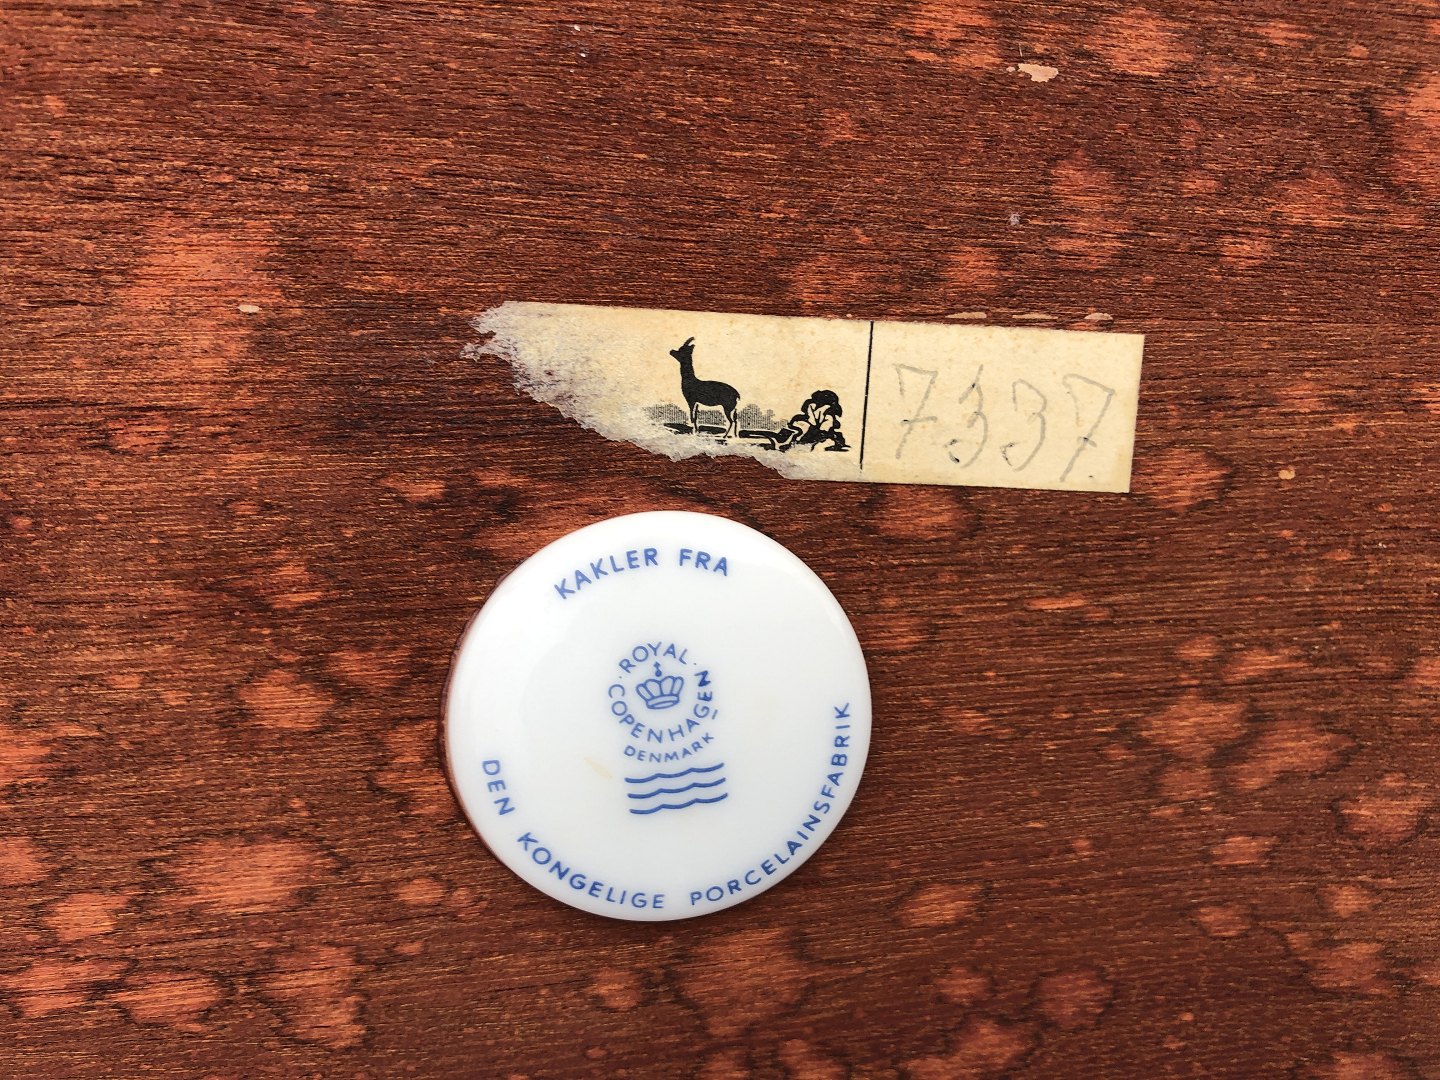 7337
KAKLER FRA
ROYAL
COPENHAGEN
DENMARK
DEN KONGELIGE PORCELAINSFABRIK